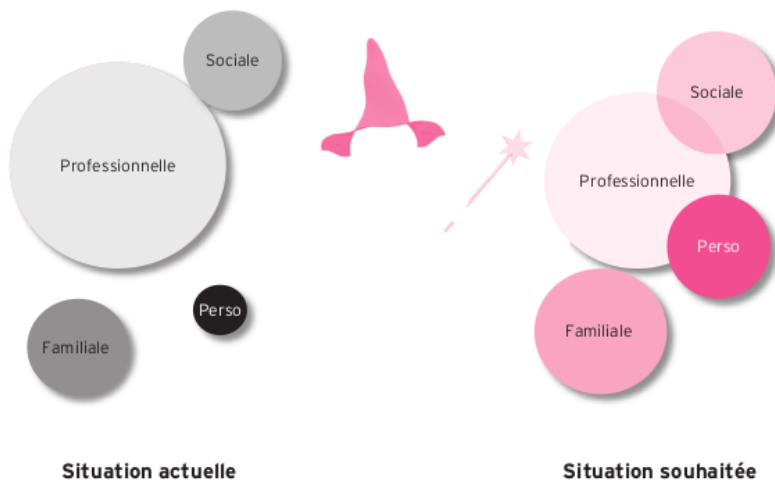 Sociale
Professionnelle
Perso
Familiale
Situation actuelle
Sociale
Professionnelle
Perso
Familiale
Situation souhaitée